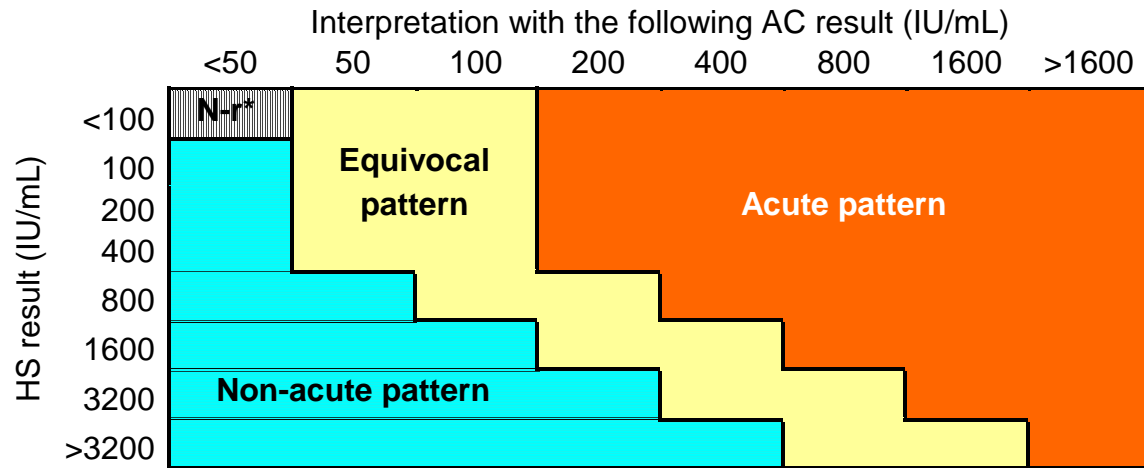 Interpretation with the following AC result (IU/mL)
<50 50 100 200 400 800 1600 >1600
HS result (IU/mL)
<100
100
200
400
800
1600
3200
>3200
N-r*
Equivocal
pattern
Acute pattern
Non-acute pattern